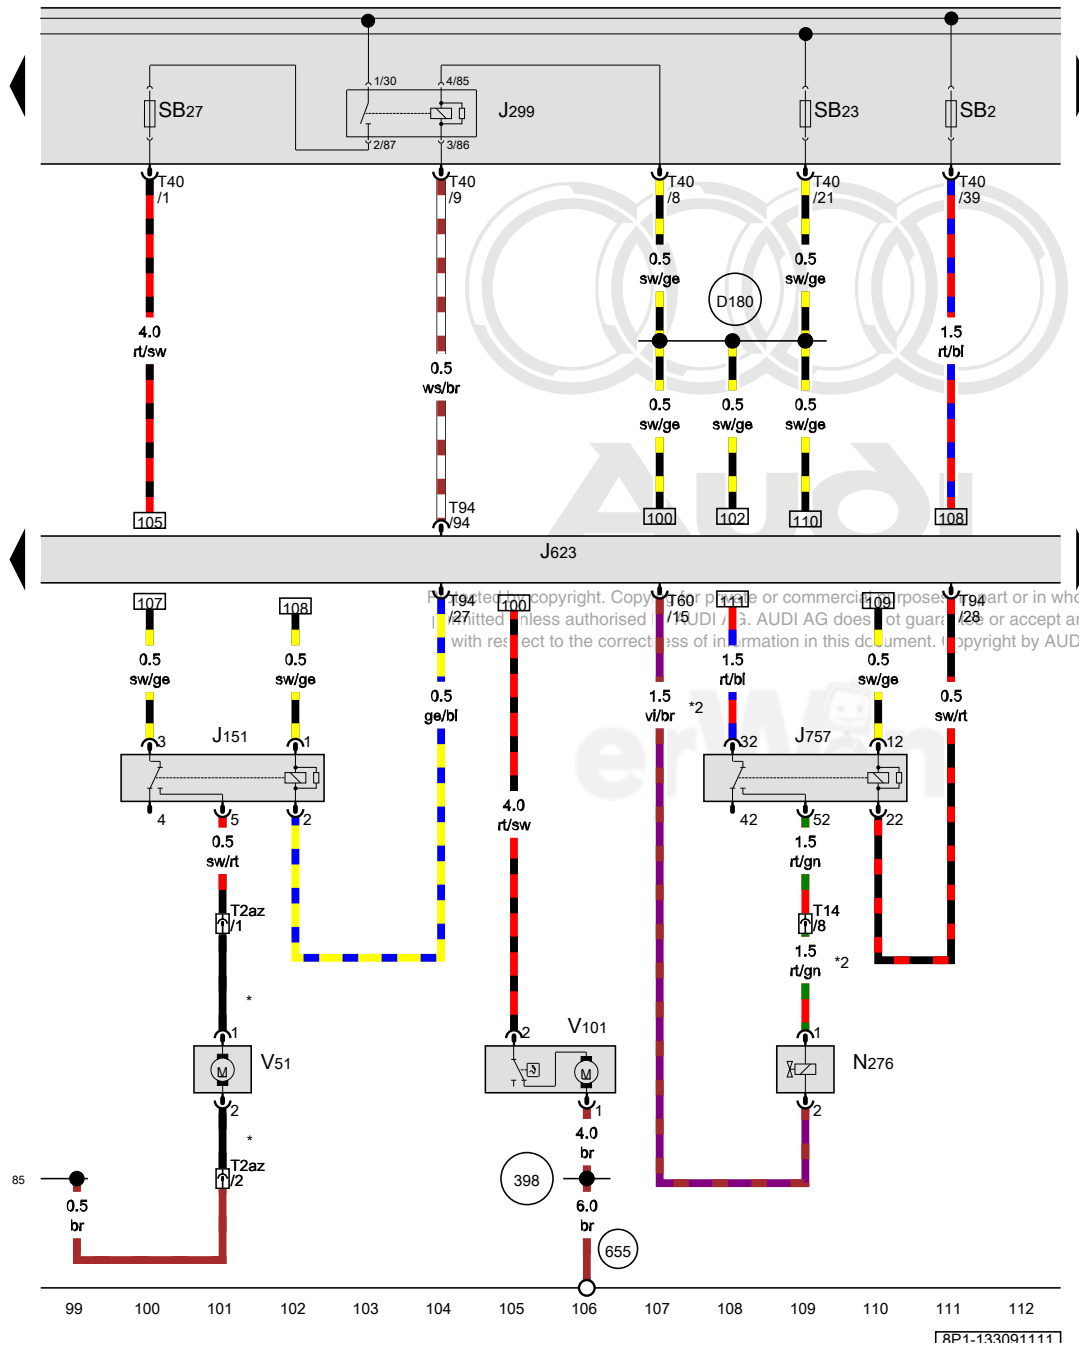 1/30
4/85
SB27
J299
SB23
SB2
2/87
3/86
T40
/1
T40
/9
T40
/8
T40
/21
T40
/39
0.5
sw/ge
0.5
sw/ge
D180
4.0
rt/sw
1.5
rt/bl
0.5
ws/br
0.5
sw/ge
0.5
sw/ge
0.5
sw/ge
Audi
T94
/94
105
100
102
110
108
J623
107
108
T94
/27
100
T60
/15
111
109
T94
/28
0.5
sw/ge
0.5
sw/ge
0.5
ge/bl
1.5
vi/br
*2
1.5
rt/bl
0.5
sw/ge
0.5
sw/rt
erWin
3
J151
1
32
J757
12
4
5
2
4.0
rt/sw
42
52
22
0.5
sw/rt
1.5
rt/gn
T2az
/1
T14
/8
1.5
rt/gn
*2
*
1
V51
M
2
V101
M
1
N276
2
1
2
*
4.0
br
T2az
/2
85
398
0.5
br
6.0
br
655
99 100 101 102 103 104 105 106 107 108 109 110 111 112
8P1-133091111